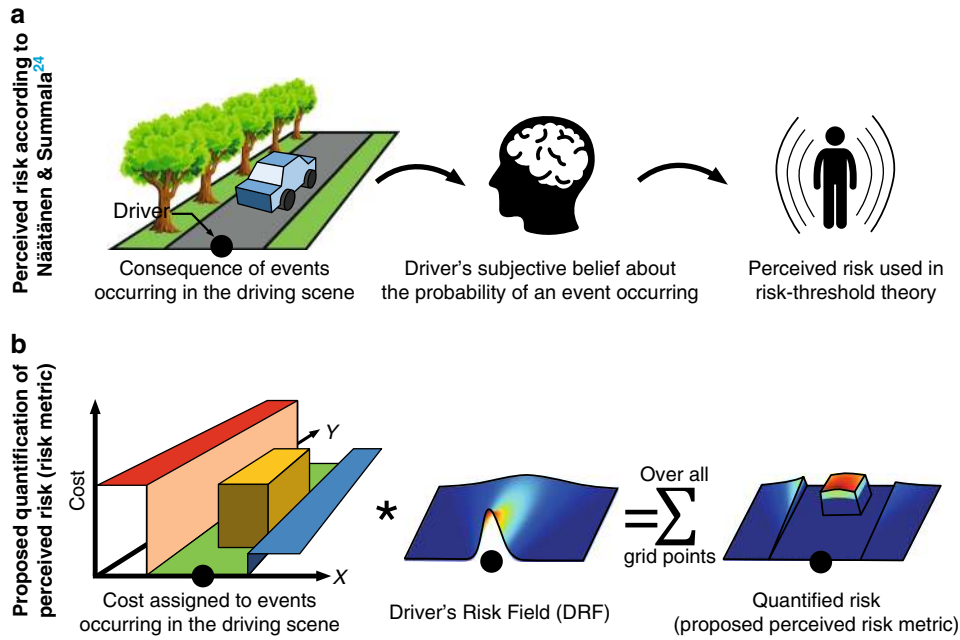 a
Perceived risk according to
Näätänen & Summala24
Driver
Consequence of events
occurring in the driving scene
Driver's subjective belief about
the probability of an event occurring
Perceived risk used in
risk-threshold theory
b
Proposed quantification of
perceived risk (risk metric)
Cost
Y
X
Cost assigned to events
occurring in the driving scene
*
Driver's Risk Field (DRF)
=
Over all
Σ
grid points
Quantified risk
(proposed perceived risk metric)